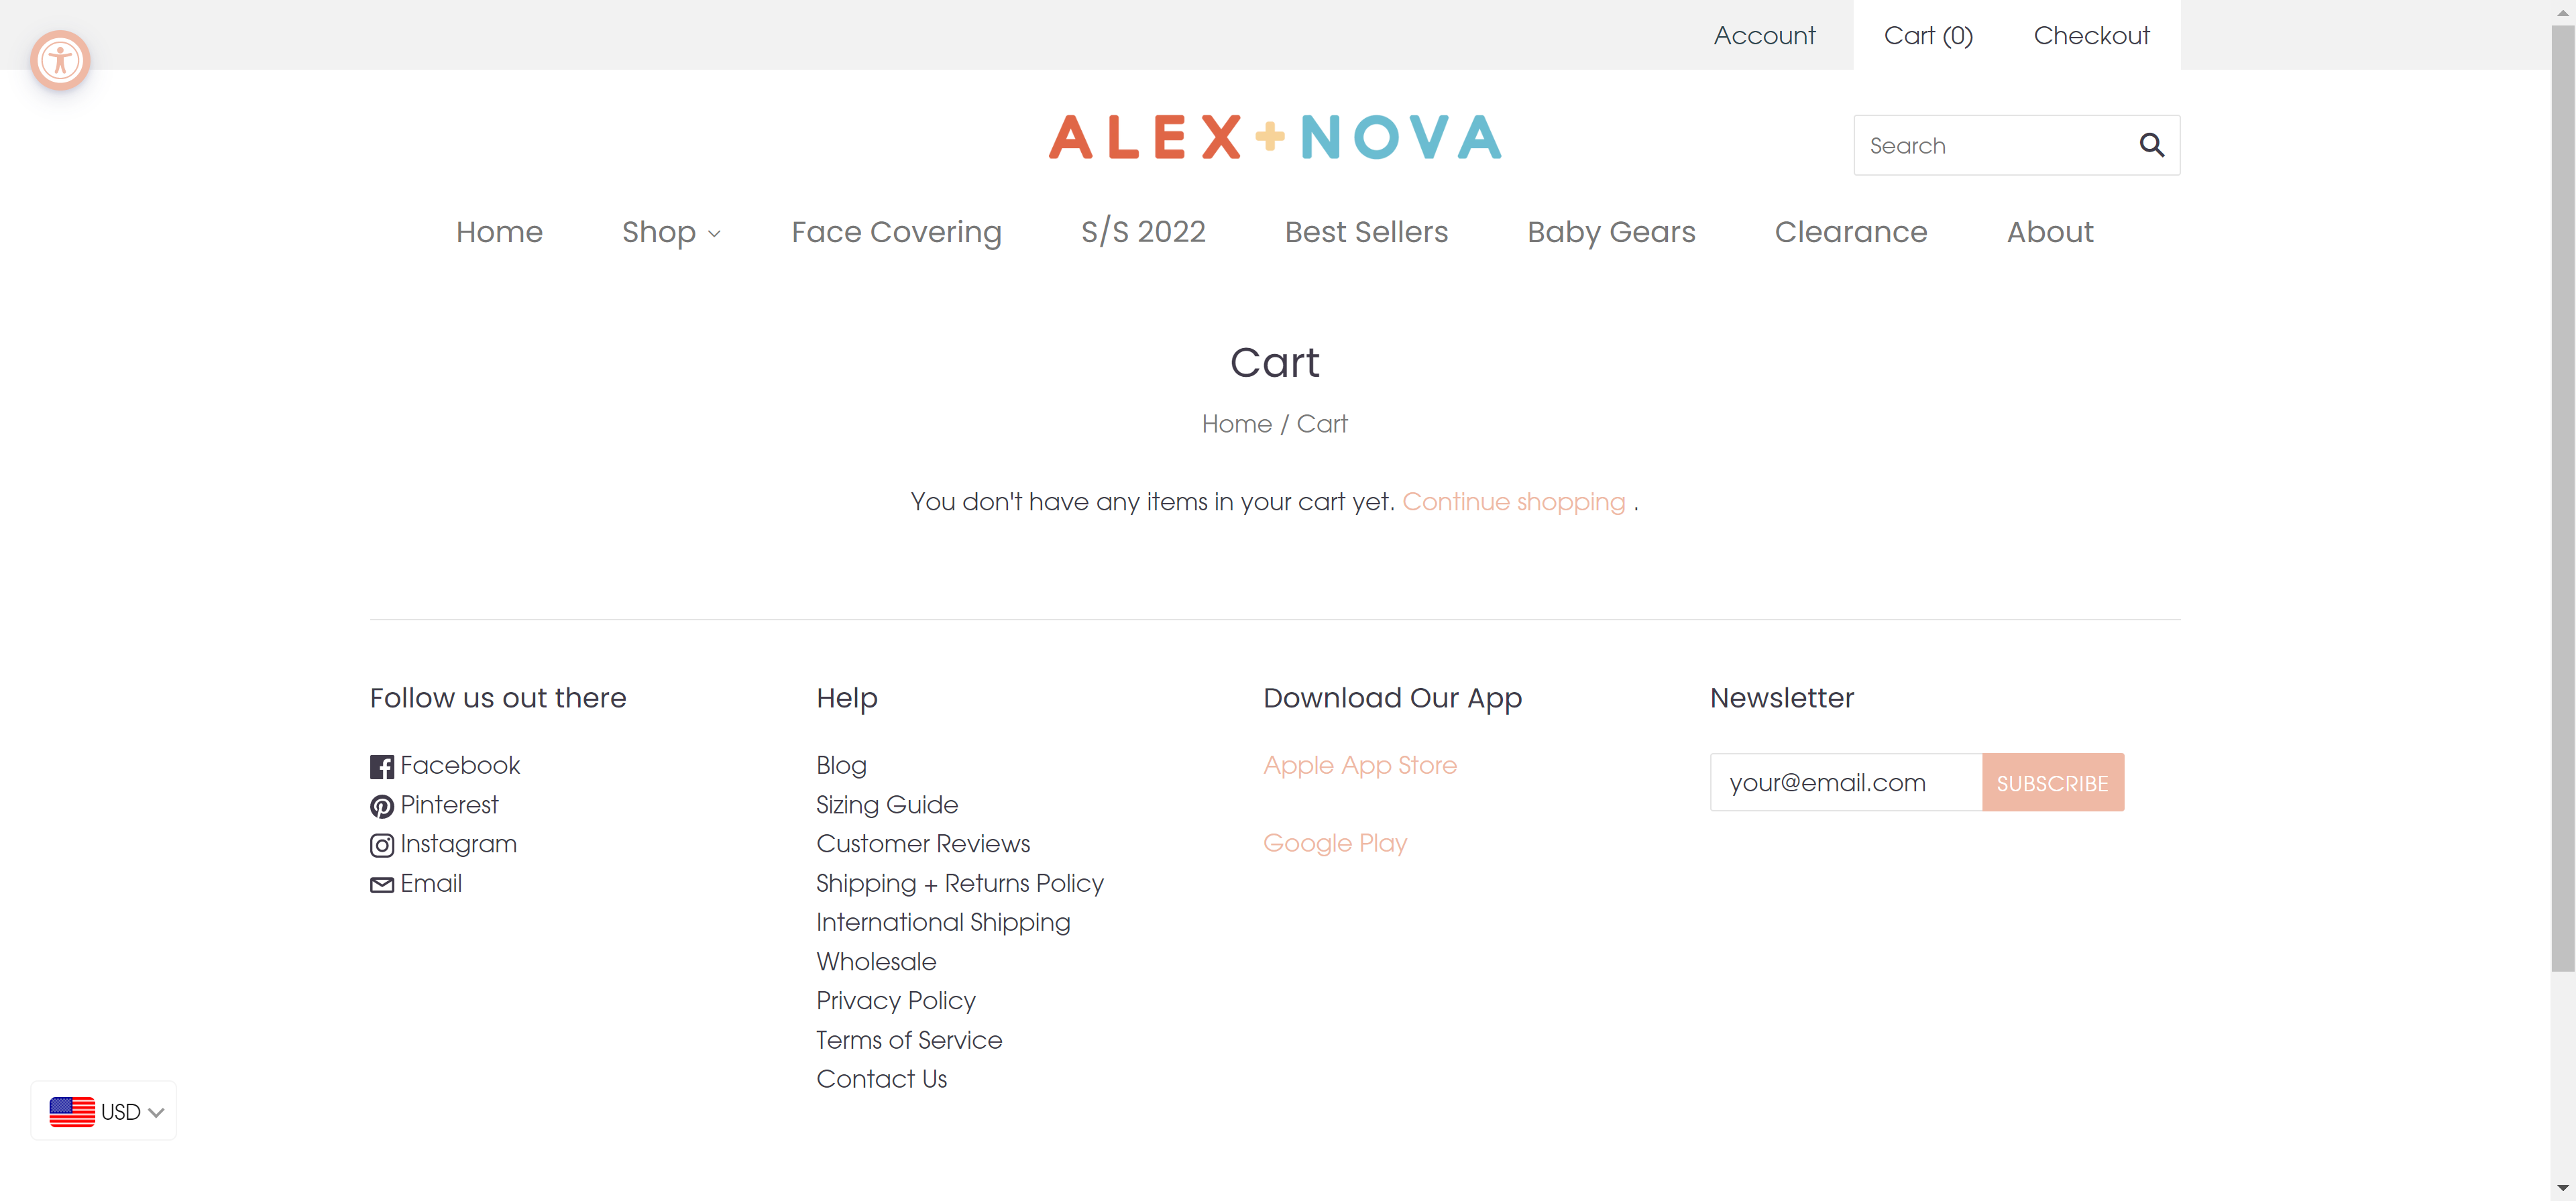 Account Cart (0) Checkout
ALEX+NOVA
Search
Home Shop Face Covering S/S 2022 Best Sellers Baby Gears Clearance About
Cart
Home / Cart
You don't have any items in your cart yet. Continue shopping .
Follow us out there
Facebook
Pinterest
Instagram
Email
Help
Blog
Sizing Guide
Customer Reviews
Shipping + Returns Policy
International Shipping
Wholesale
Privacy Policy
Terms of Service
Contact Us
Download Our App
Apple App Store
Google Play
Newsletter
your@email.com SUBSCRIBE
USD